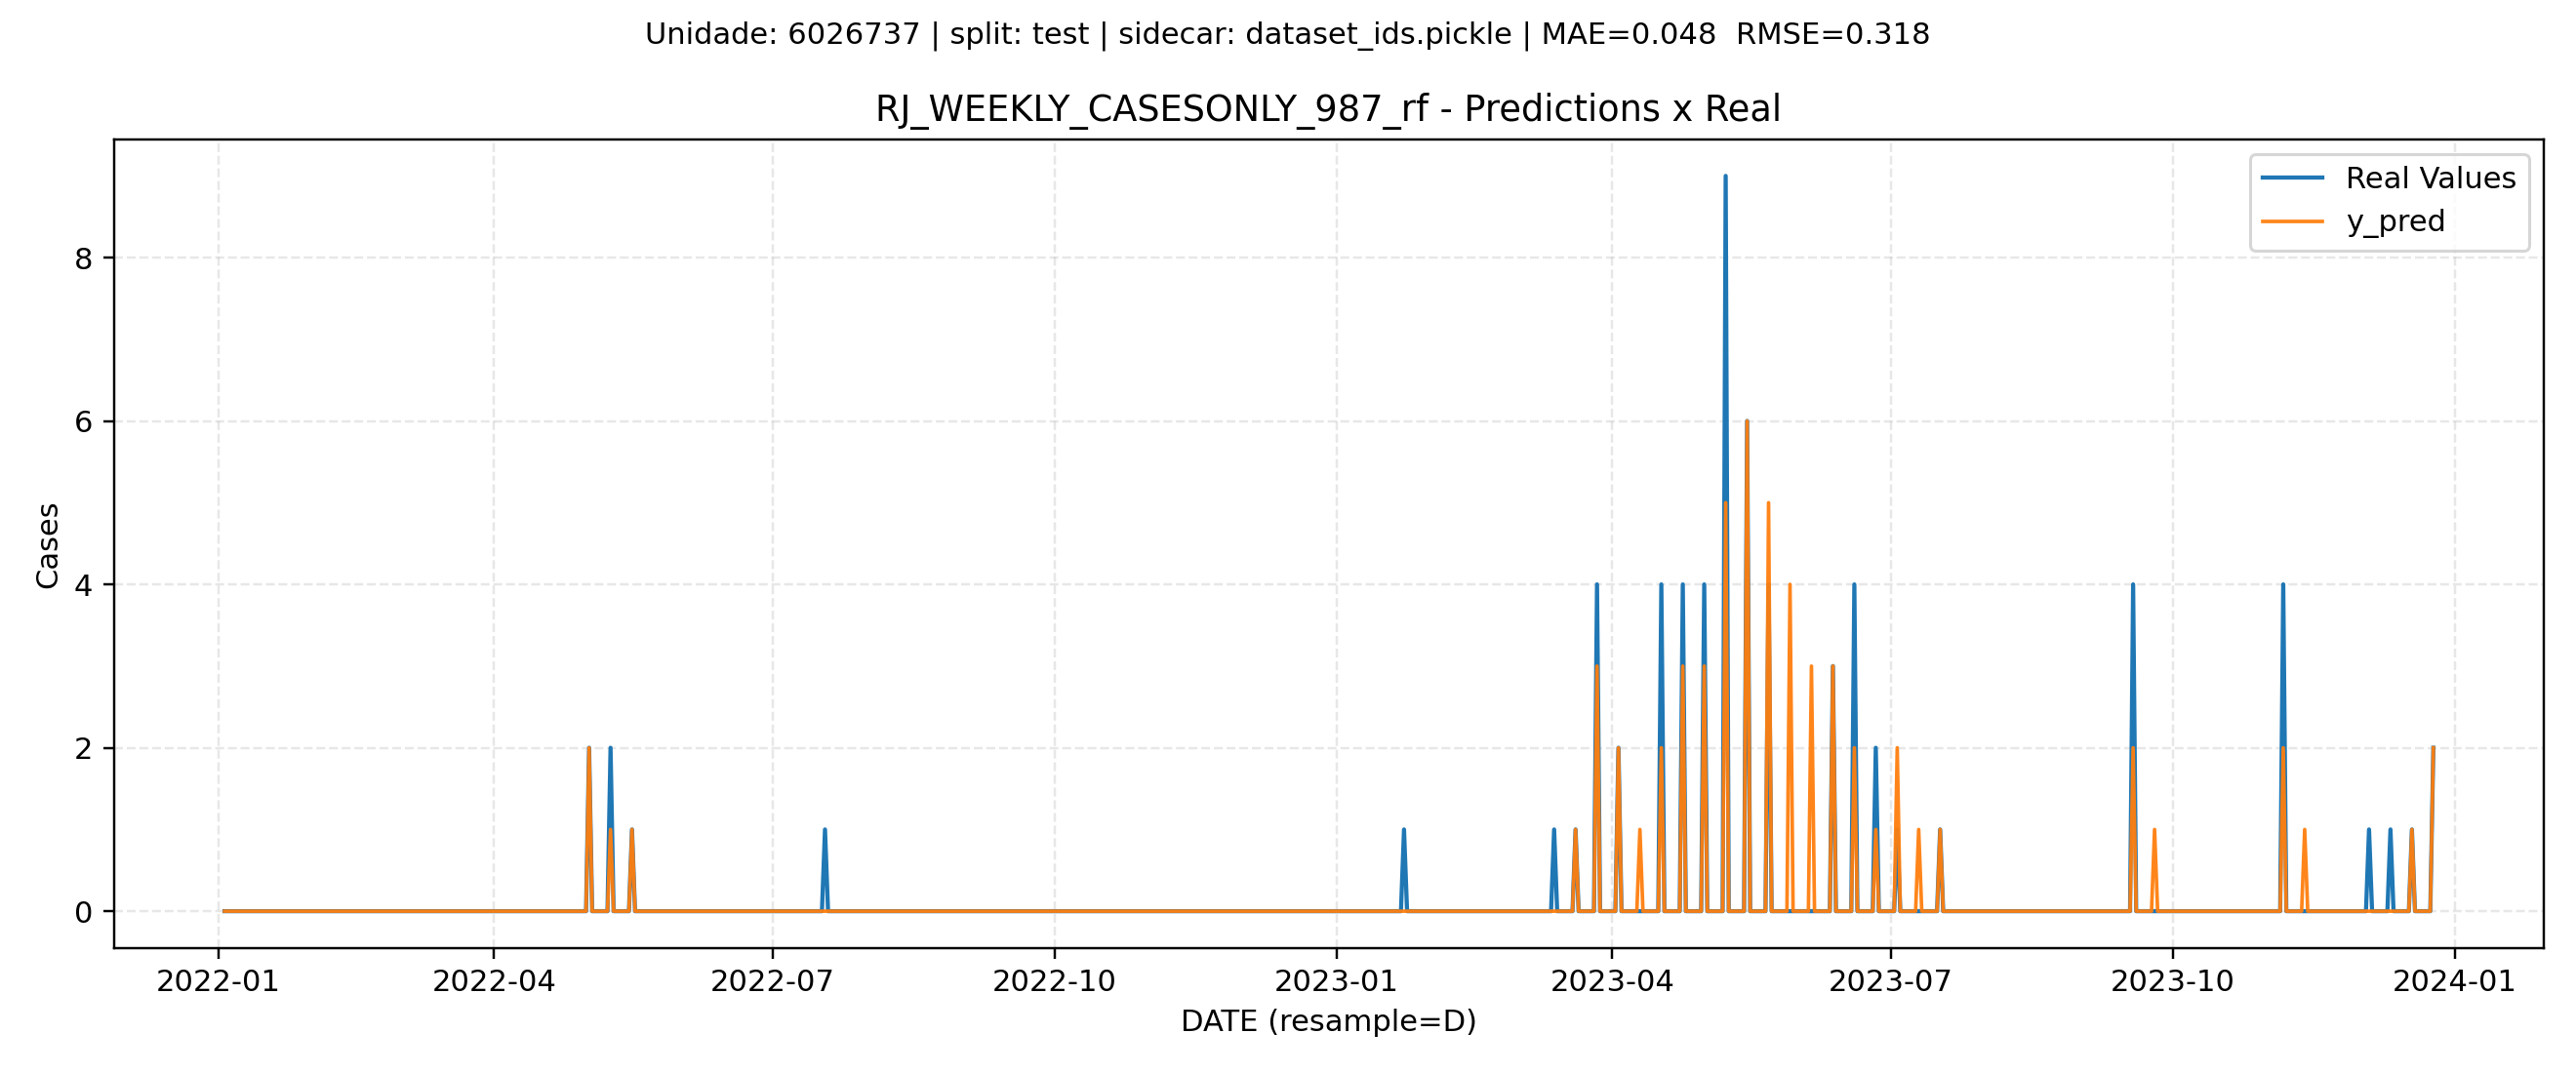 Unidade: 6026737 | split: test | sidecar: dataset_ids.pickle | MAE=0.048  RMSE=0.318
RJ_WEEKLY_CASESONLY_987_rf - Predictions x Real
Real Values
y_pred
Cases
8
6
4
2
0
2022-01 2022-04 2022-07 2022-10 2023-01 2023-04 2023-07 2023-10 2024-01
DATE (resample=D)